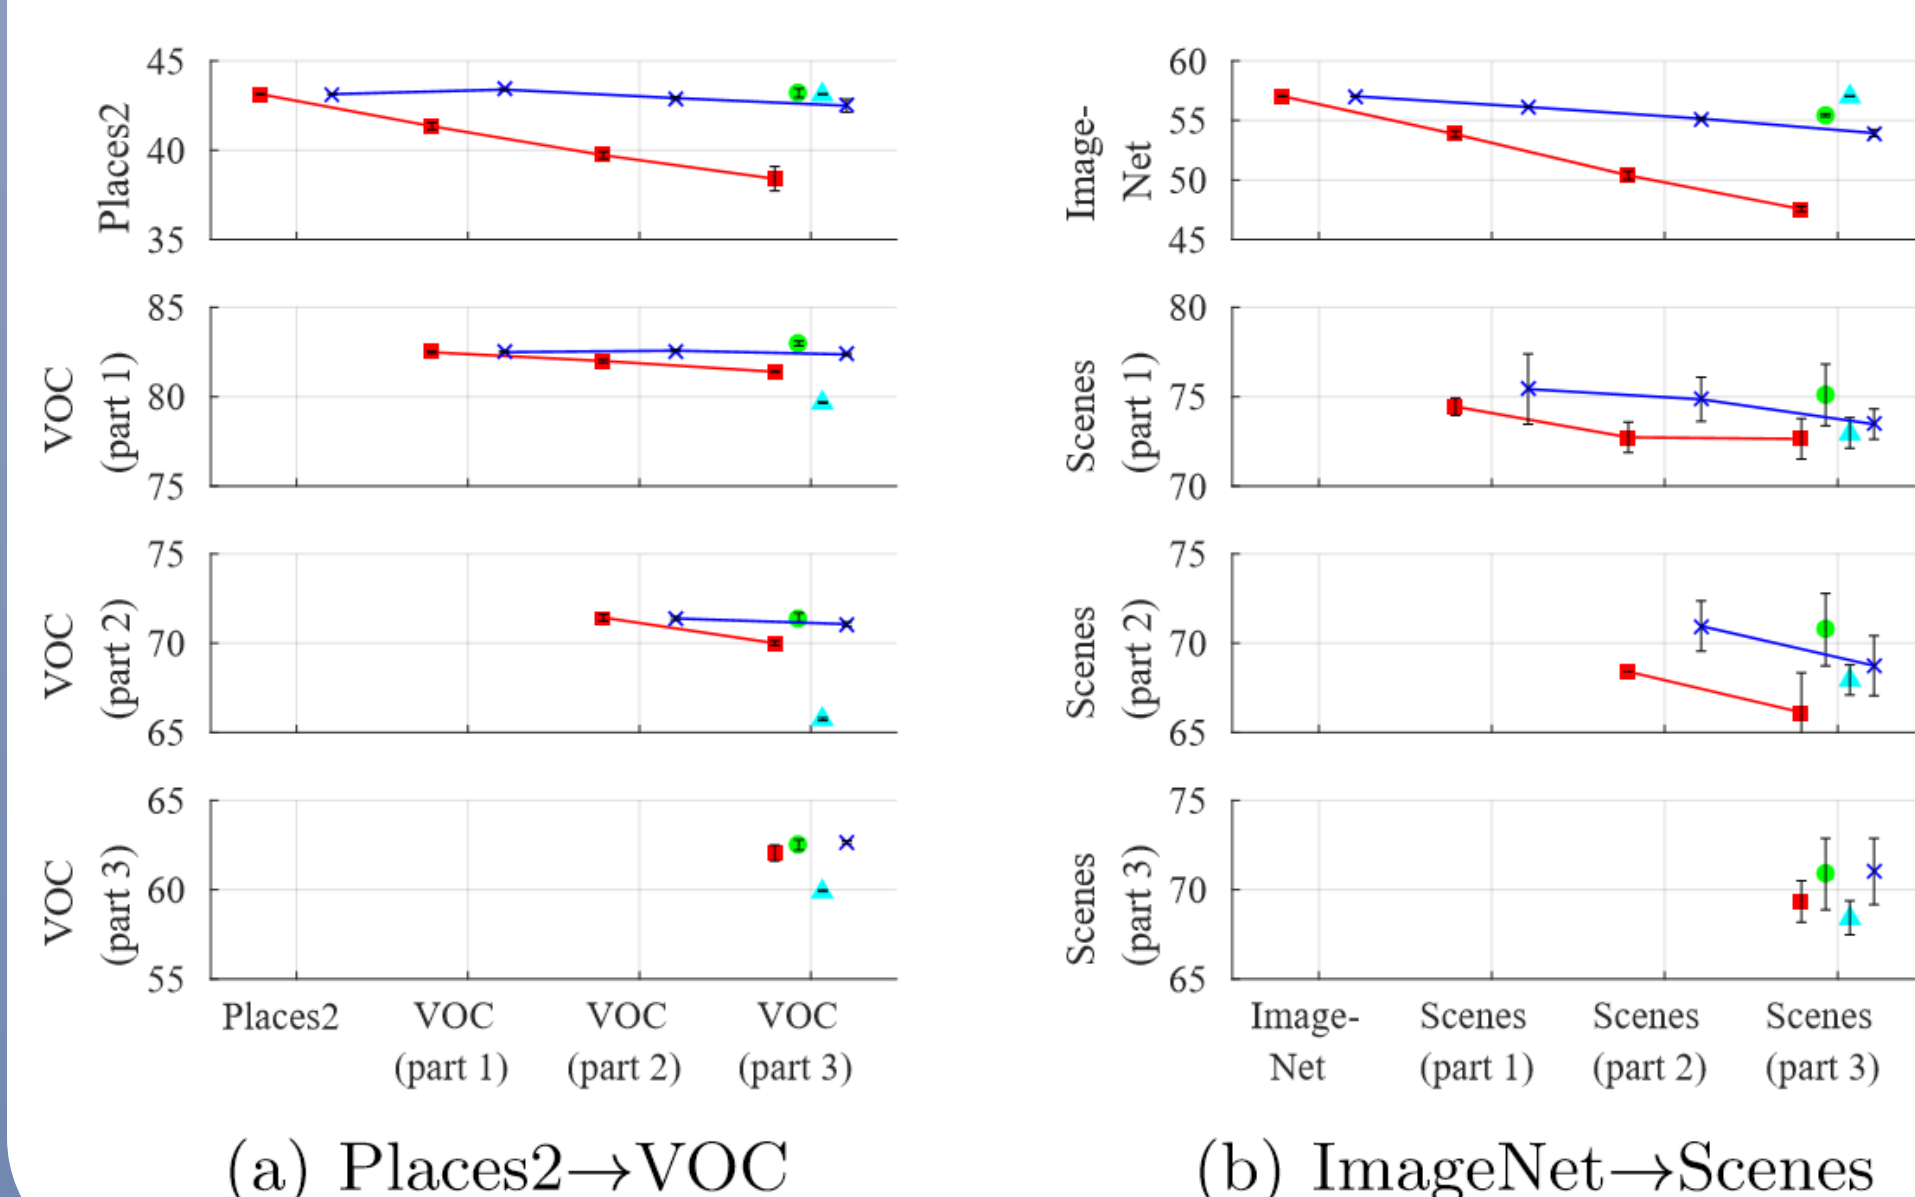 45
40
35
Places2
85
80
75
VOC
(part 1)
75
70
65
VOC
(part 2)
65
60
55
VOC
(part 3)
Places2 VOC VOC VOC
(part 1) (part 2) (part 3)
(a) Places2→VOC
60
55
50
45
Image-
Net
80
75
70
Scenes
(part 1)
75
70
65
Scenes
(part 2)
75
70
65
Scenes
(part 3)
Image- Scenes Scenes Scenes
Net (part 1) (part 2) (part 3)
(b) ImageNet→Scenes